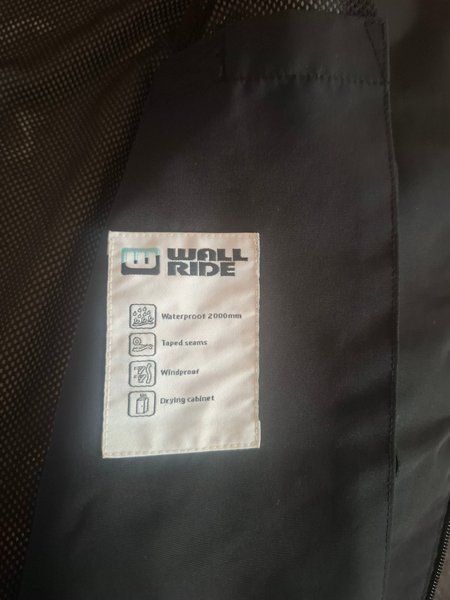 WALL
RIDE
Waterproof 2000mm
Taped seams
Windproof
Drying cabinet